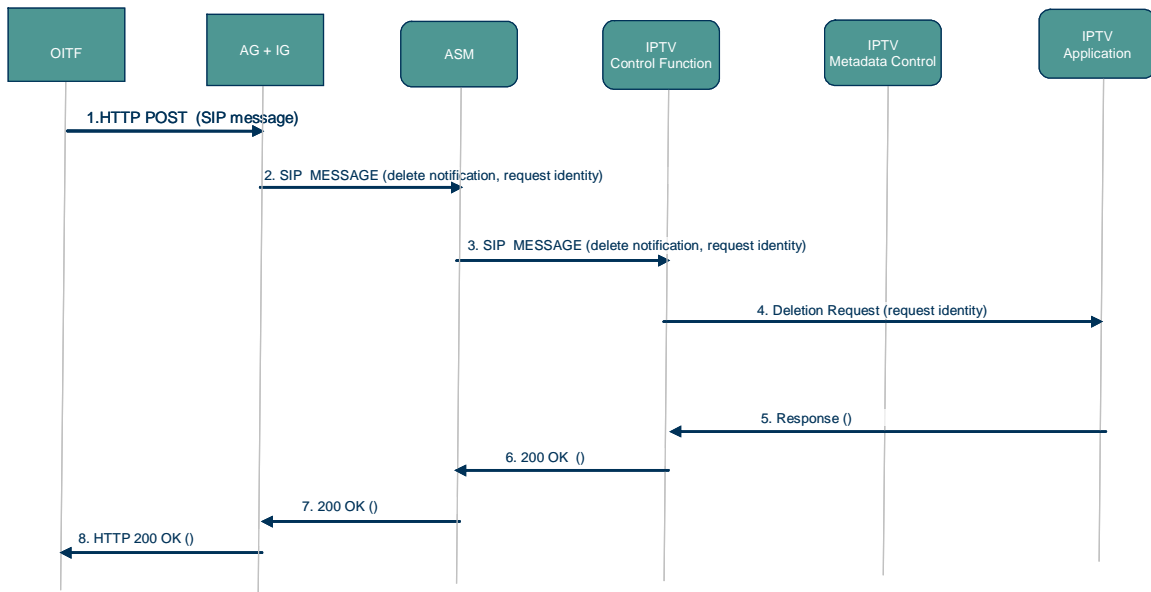 OITF
AG + IG
ASM
IPTV
Control Function
IPTV
Metadata Control
IPTV
Application
1.HTTP POST (SIP message)
2. SIP MESSAGE (delete notification, request identity)
3. SIP MESSAGE (delete notification, request identity)
4. Deletion Request (request identity)
5. Response ()
6. 200 OK ()
7. 200 OK ()
8. HTTP 200 OK ()